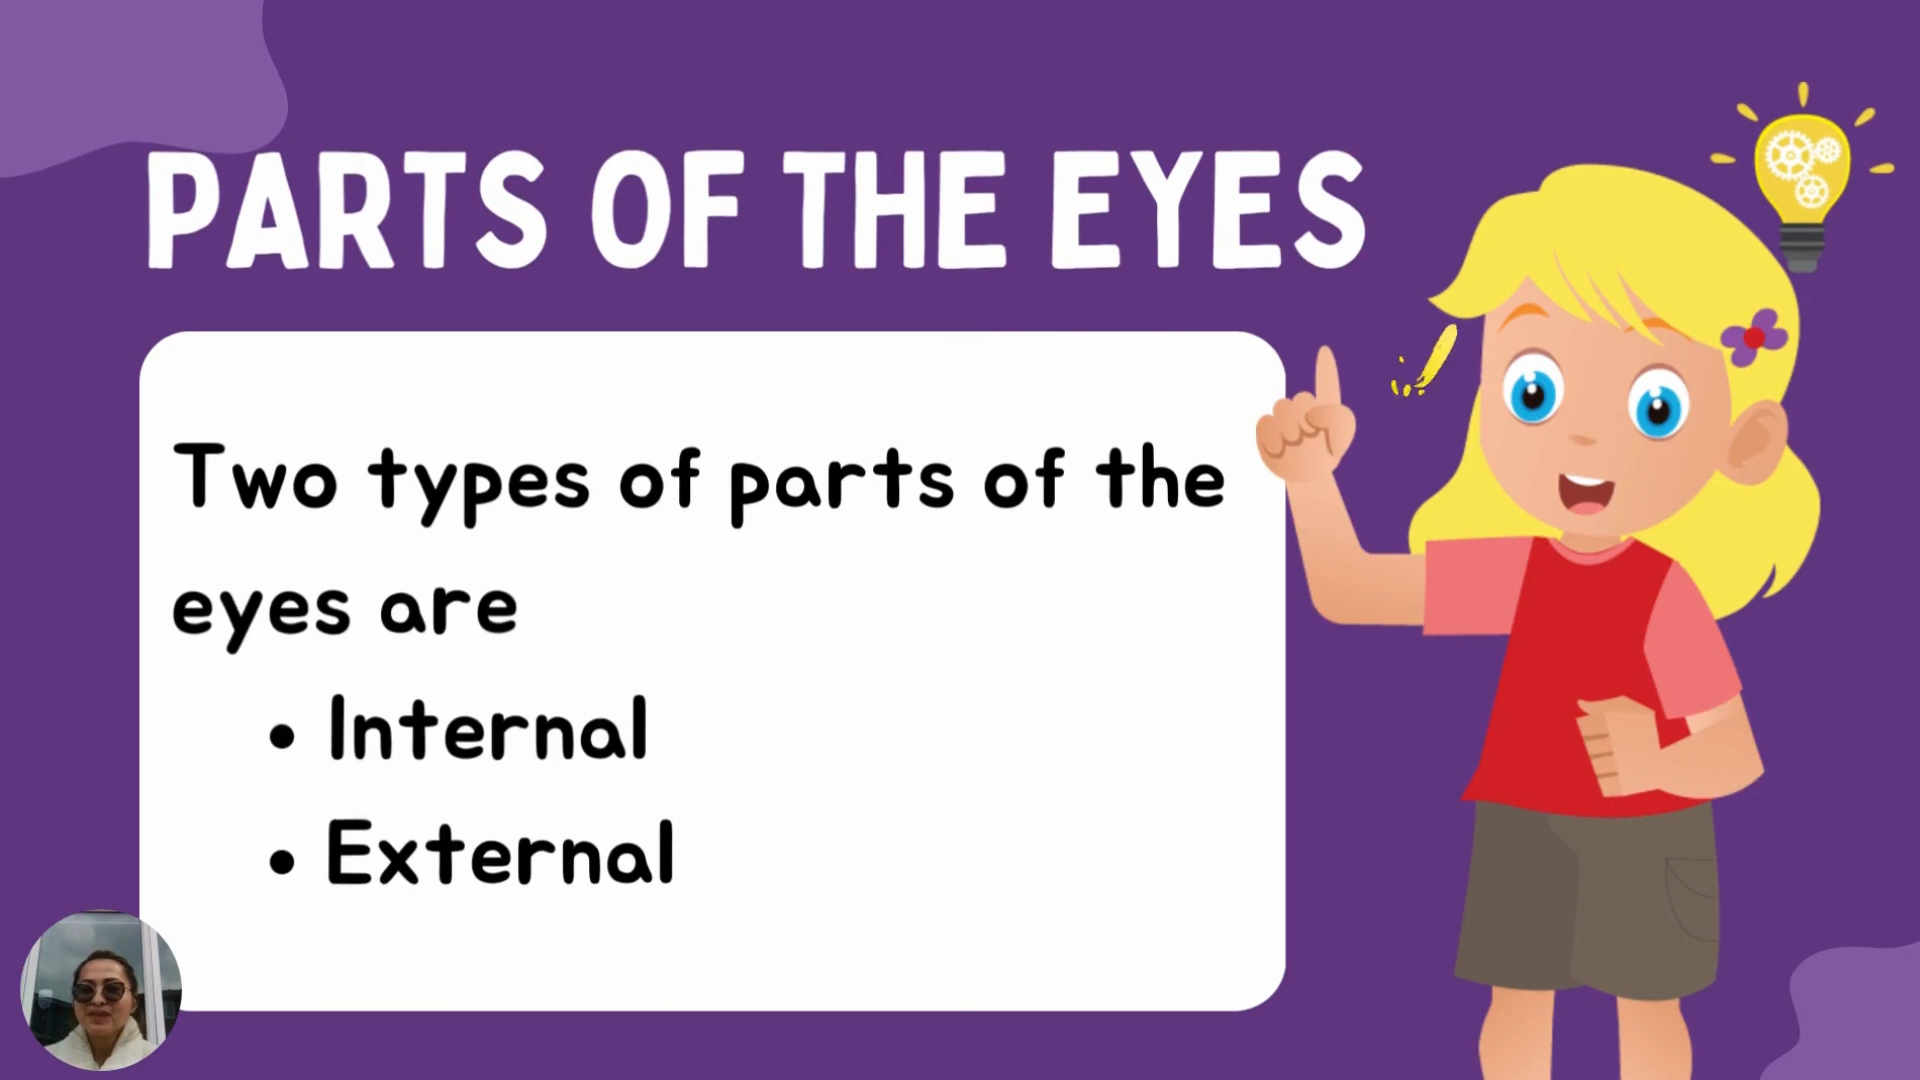 PARTS OF THE EYES
Two types of parts of the
eyes are
• Internal
• External